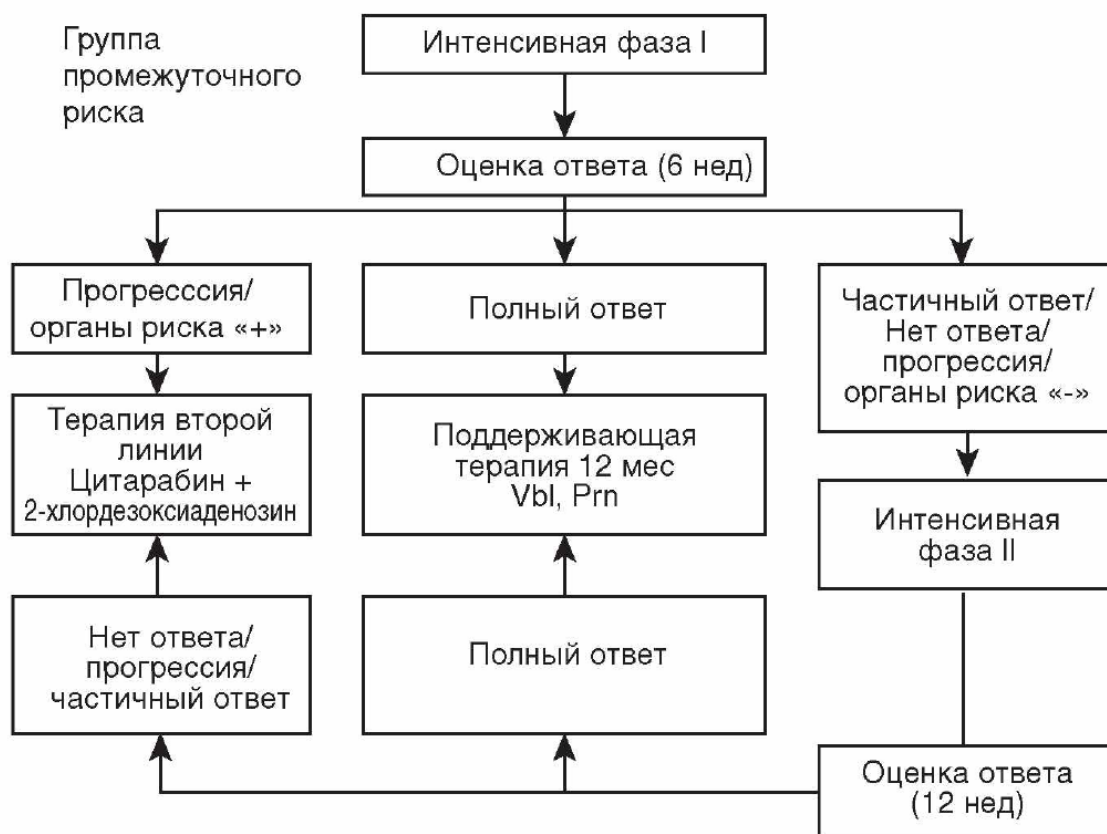 Группа
промежуточного
риска
Интенсивная фаза I
Оценка ответа (6 нед)
Прогресссия/
органы риска «+»
Полный ответ
Частичный ответ/
Нет ответа/
прогрессия/
органы риска «-»
Терапия второй
линии
Цитарабин +
2-хлордезоксиаденозин
Поддерживающая
терапия 12 мес
Vbl, Prn
Интенсивная
фаза II
Нет ответа/
прогрессия/
частичный ответ
Полный ответ
Оценка ответа
(12 нед)